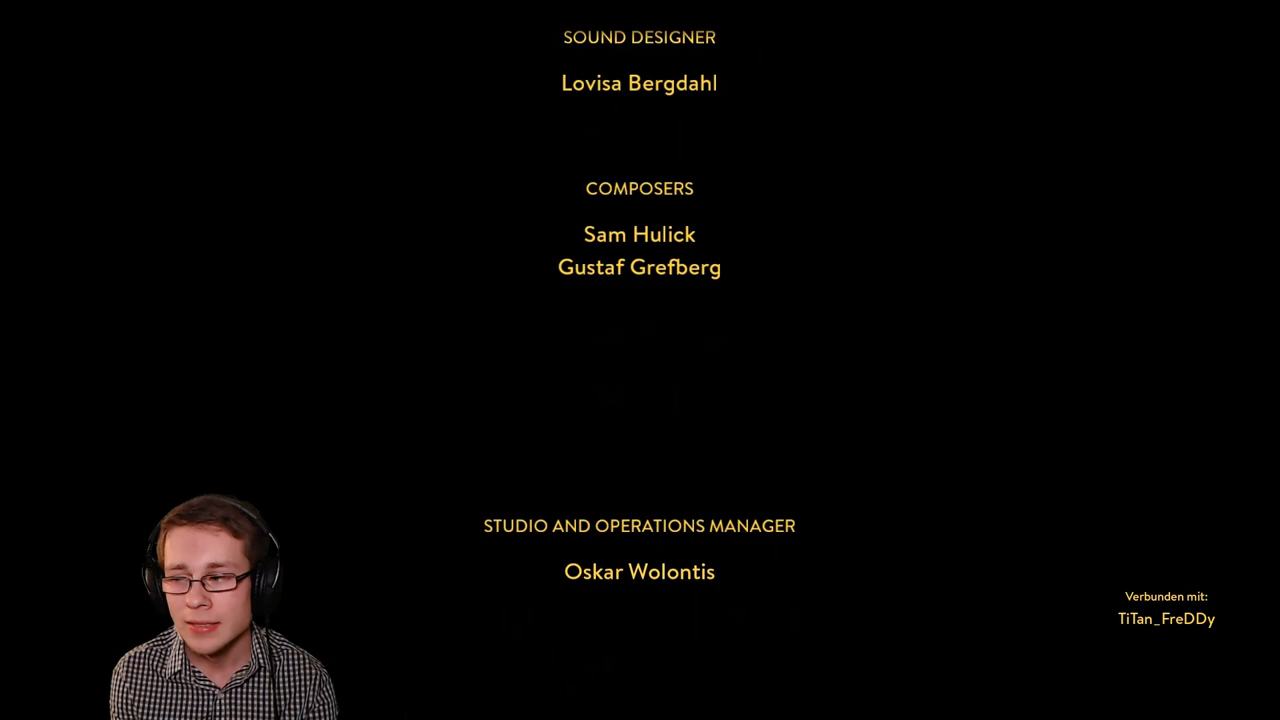 SOUND DESIGNER
Lovisa Bergdahl
COMPOSERS
Sam Hulick
Gustaf Grefberg
STUDIO AND OPERATIONS MANAGER
Oskar Wolontis
Verbunden mit:
TiTan_FreDDy